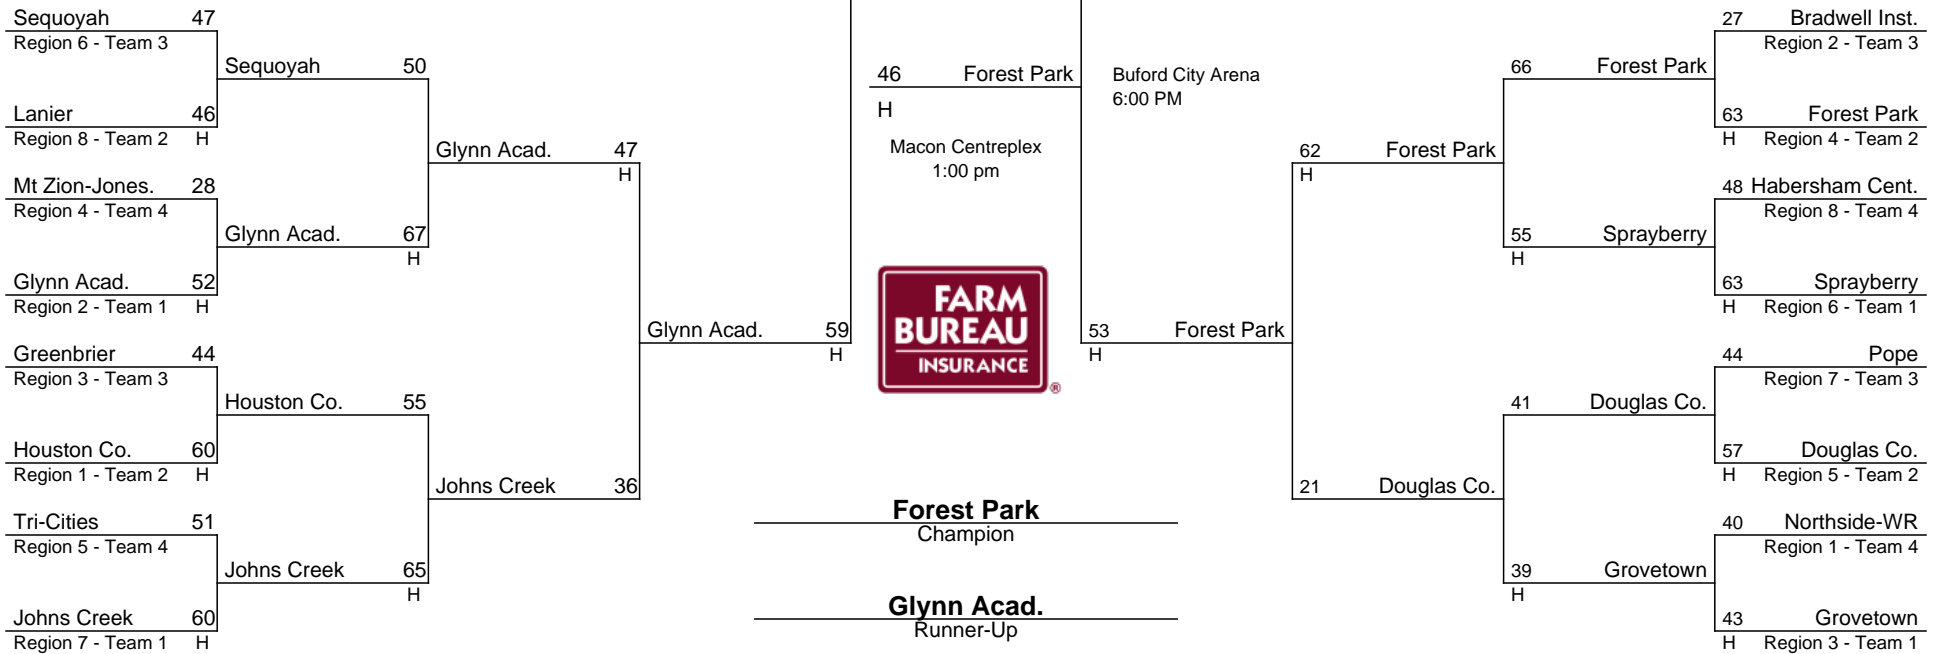 Sequoyah 47
Region 6 - Team 3
Sequoyah 50
Lanier 46
Region 8 - Team 2 H
Glynn Acad. 47
H
Mt Zion-Jones. 28
Region 4 - Team 4
Glynn Acad. 67
H
Glynn Acad. 52
Region 2 - Team 1 H
Glynn Acad. 59
H
Greenbrier 44
Region 3 - Team 3
Houston Co. 55
Houston Co. 60
Region 1 - Team 2 H
Johns Creek 36
Tri-Cities 51
Region 5 - Team 4
Johns Creek 65
H
Johns Creek 60
Region 7 - Team 1 H
46 Forest Park
H
Macon Centreplex
1:00 pm
Buford City Arena
6:00 PM
FARM
BUREAU
INSURANCE
®
Forest Park
Champion
Glynn Acad.
Runner-Up
53 Forest Park
H
62 Forest Park
H
21 Douglas Co.
66 Forest Park
55 Sprayberry
H
41 Douglas Co.
39 Grovetown
H
27 Bradwell Inst.
Region 2 - Team 3
63 Forest Park
H Region 4 - Team 2
48 Habersham Cent.
Region 8 - Team 4
63 Sprayberry
H Region 6 - Team 1
44 Pope
Region 7 - Team 3
57 Douglas Co.
H Region 5 - Team 2
40 Northside-WR
Region 1 - Team 4
43 Grovetown
H Region 3 - Team 1